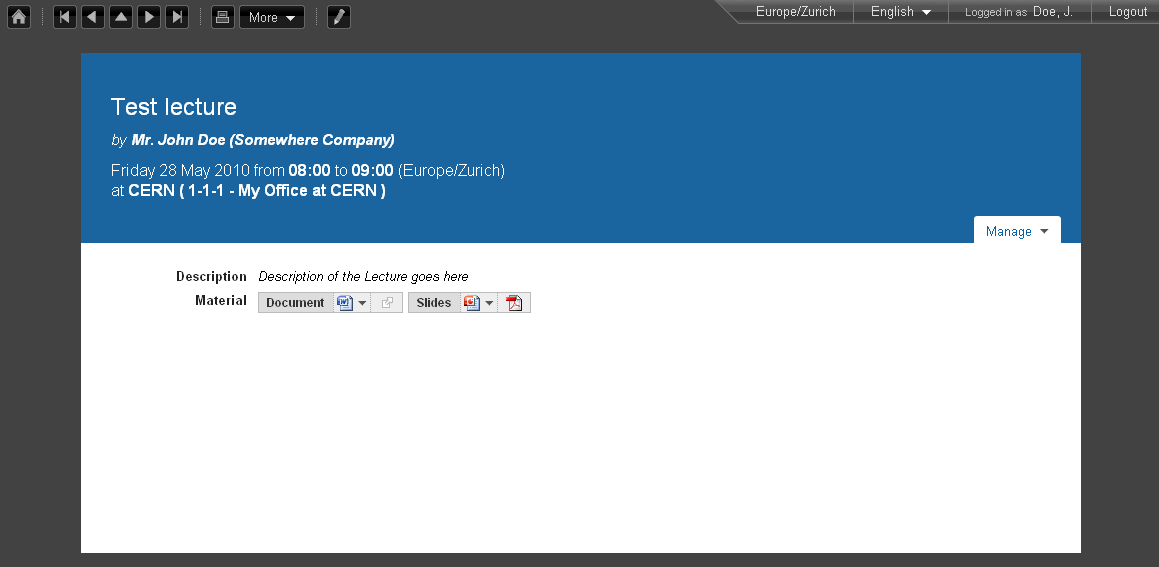 More
Europe/Zurich English Logged in as Doe, J. Logout
Test lecture
by Mr. John Doe (Somewhere Company)
Friday 28 May 2010 from 08:00 to 09:00 (Europe/Zurich)
at CERN ( 1-1-1 - My Office at CERN )
Manage
Description Description of the Lecture goes here
Material Document Slides